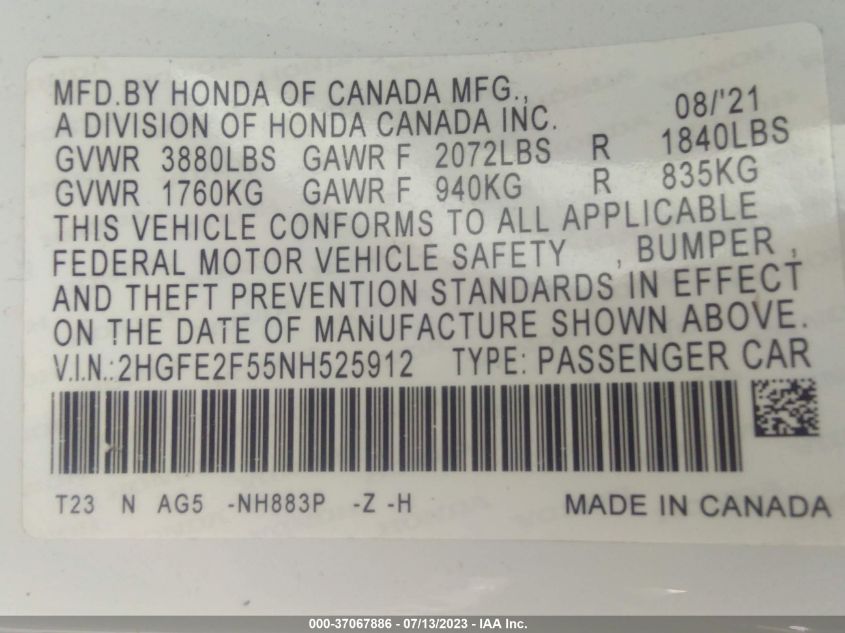 MFD.BY HONDA OF CANADA MFG., 08/'21
A DIVISION OF HONDA CANADA INC.
GVWR 3880LBS GAWR F 2072LBS R 1840LBS
GVWR 1760KG GAWR F 940KG R 835KG
THIS VEHICLE CONFORMS TO ALL APPLICABLE
FEDERAL MOTOR VEHICLE SAFETY , BUMPER ,
AND THEFT PREVENTION STANDARDS IN EFFECT
ON THE DATE OF MANUFACTURE SHOWN ABOVE.
V.I.N.:2HGFE2F55NH525912 TYPE: PASSENGER CAR
T23 N AG5 -NH883P -Z -H MADE IN CANADA
000-37067886 - 07/13/2023 - IAA Inc.